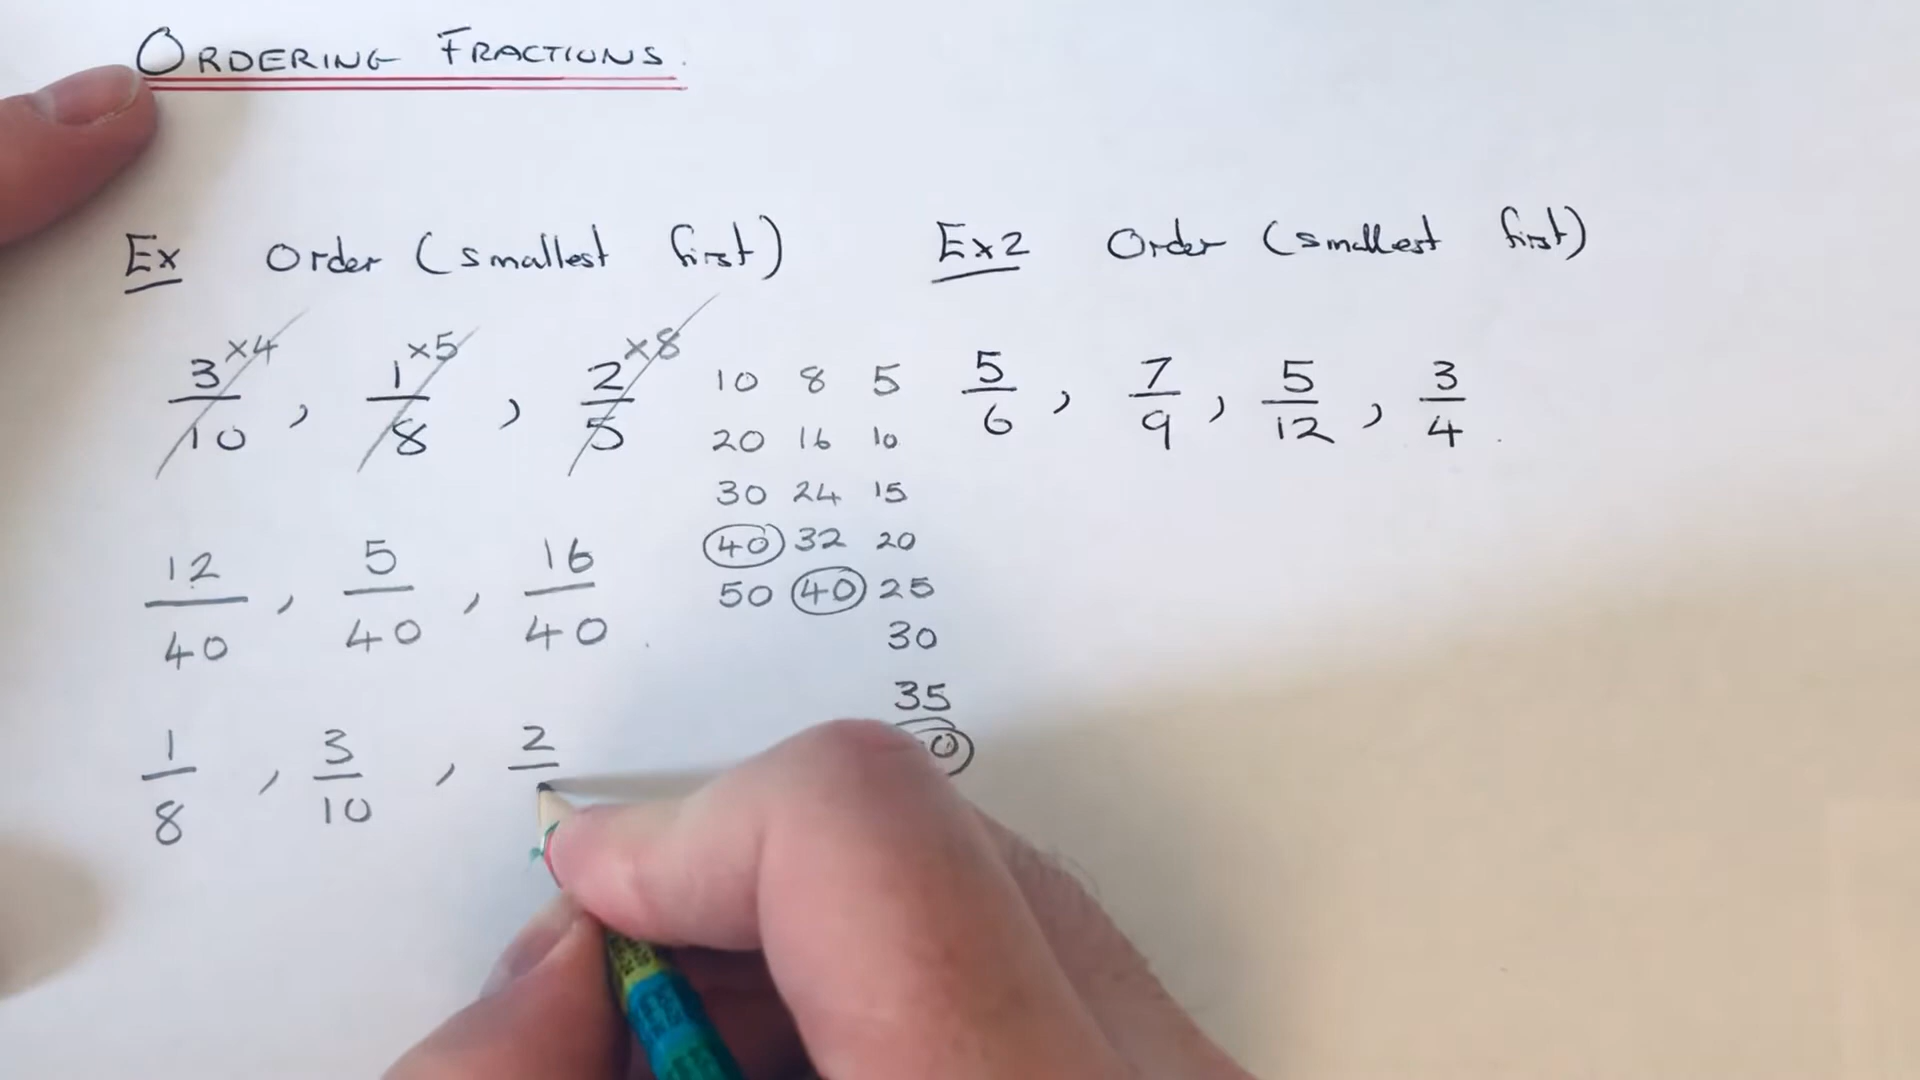 ORDERING FRACTIONS.
Ex Order (smallest first)
3/10 ×4 , 1/8 ×5 , 2/5 ×8
10 8 5
20 16 10
30 24 15
40 32 20
50 40 25
30
35
0
12/40 , 5/40 , 16/40 .
1/8 , 3/10 , 2/
Ex2 Order (smallest first)
5/6 , 7/9 , 5/12 , 3/4 .